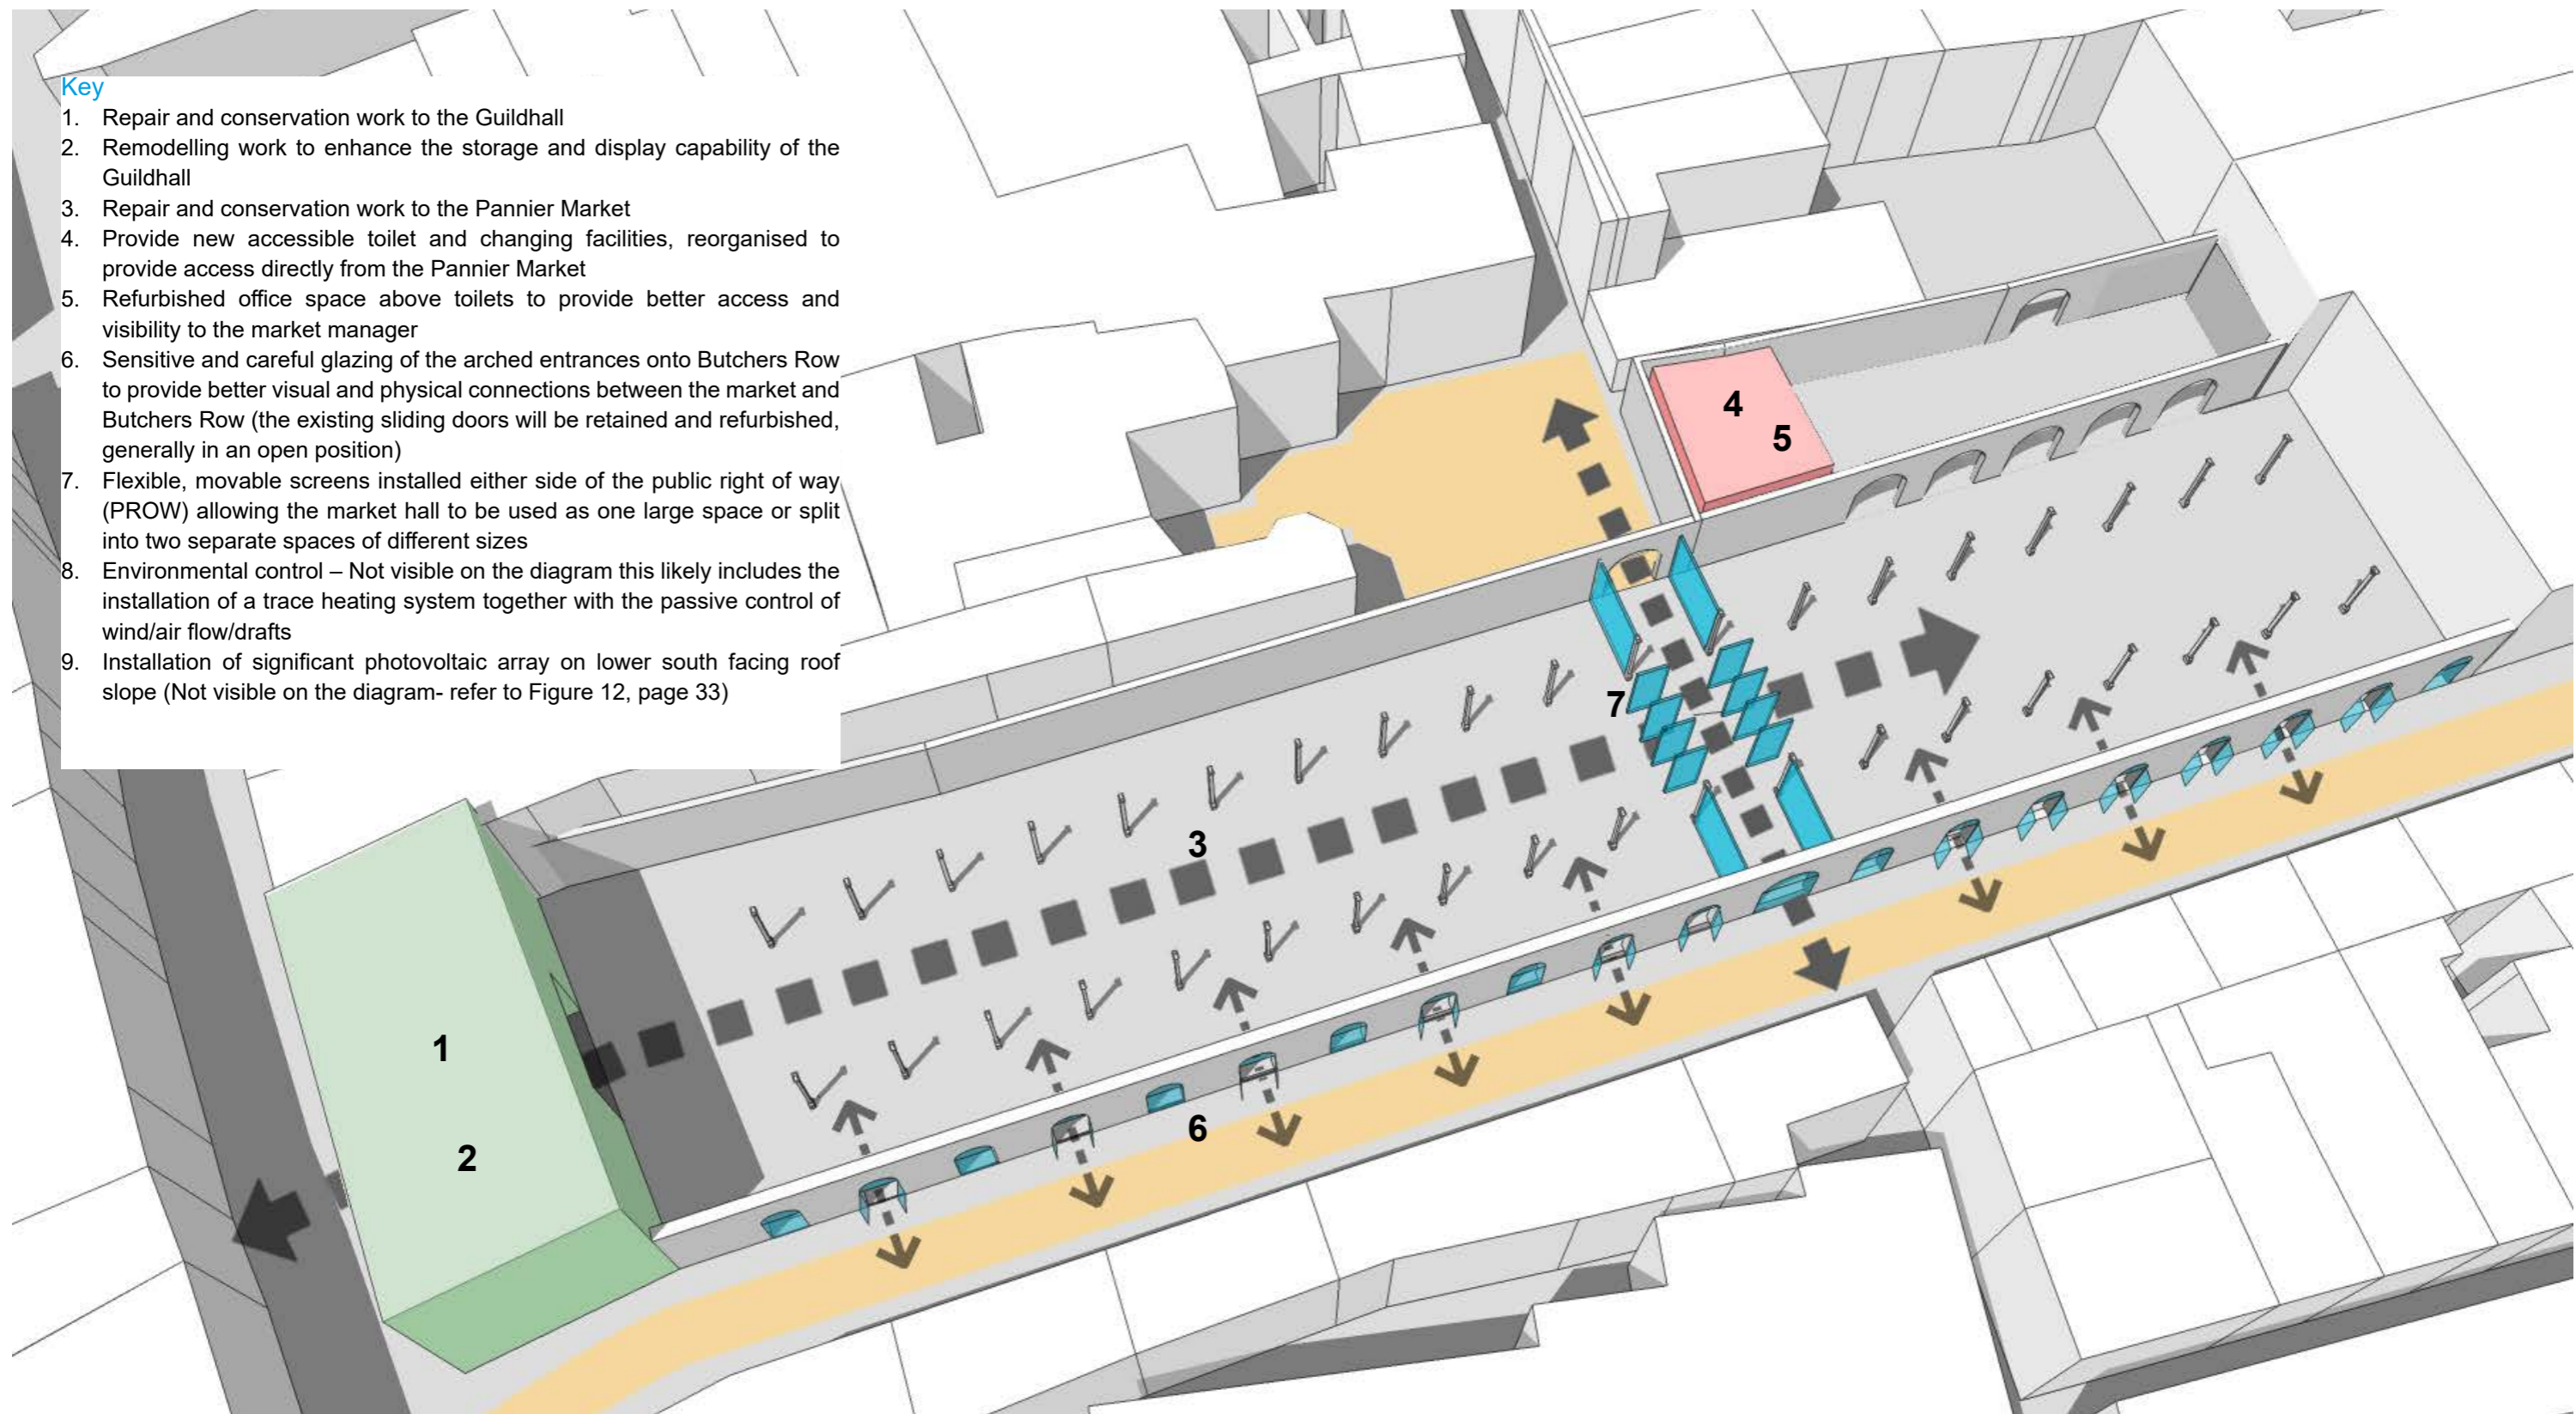 Key
1. Repair and conservation work to the Guildhall
2. Remodelling work to enhance the storage and display capability of the
Guildhall
3. Repair and conservation work to the Pannier Market
4. Provide new accessible toilet and changing facilities, reorganised to
provide access directly from the Pannier Market
5. Refurbished office space above toilets to provide better access and
visibility to the market manager
6. Sensitive and careful glazing of the arched entrances onto Butchers Row
to provide better visual and physical connections between the market and
Butchers Row (the existing sliding doors will be retained and refurbished,
generally in an open position)
7. Flexible, movable screens installed either side of the public right of way
(PROW) allowing the market hall to be used as one large space or split
into two separate spaces of different sizes
8. Environmental control – Not visible on the diagram this likely includes the
installation of a trace heating system together with the passive control of
wind/air flow/drafts
9. Installation of significant photovoltaic array on lower south facing roof
slope (Not visible on the diagram- refer to Figure 12, page 33)
4
5
7
3
1
6
2